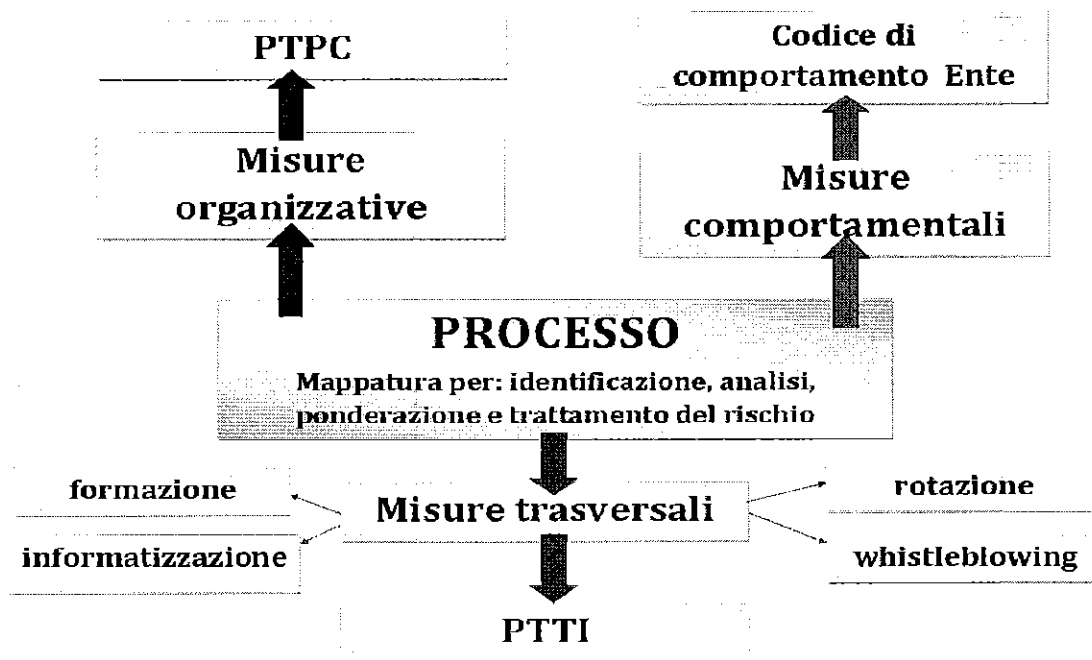 PTPC
Codice di
comportamento Ente
Misure
organizzative
Misure
comportamentali
PROCESSO
Mappatura per: identificazione, analisi,
ponderazione e trattamento del rischio
formazione
Misure trasversali
rotazione
informatizzazione
whistleblowing
PTTI